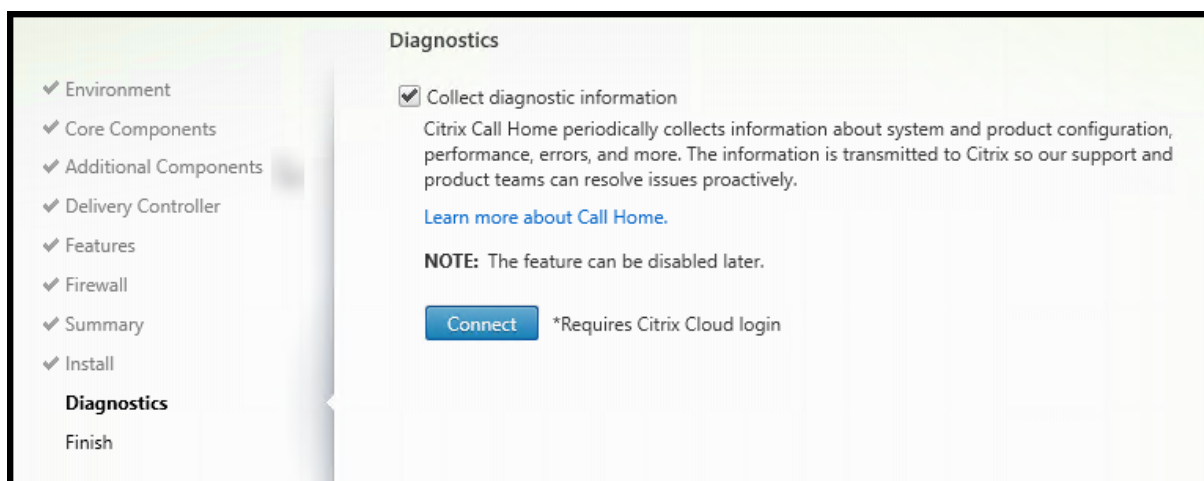 Diagnostics
Environment
Core Components
Additional Components
Delivery Controller
Features
Firewall
Summary
Install
Diagnostics
Finish
Collect diagnostic information
Citrix Call Home periodically collects information about system and product configuration,
performance, errors, and more. The information is transmitted to Citrix so our support and
product teams can resolve issues proactively.
Learn more about Call Home.
NOTE: The feature can be disabled later.
Connect *Requires Citrix Cloud login